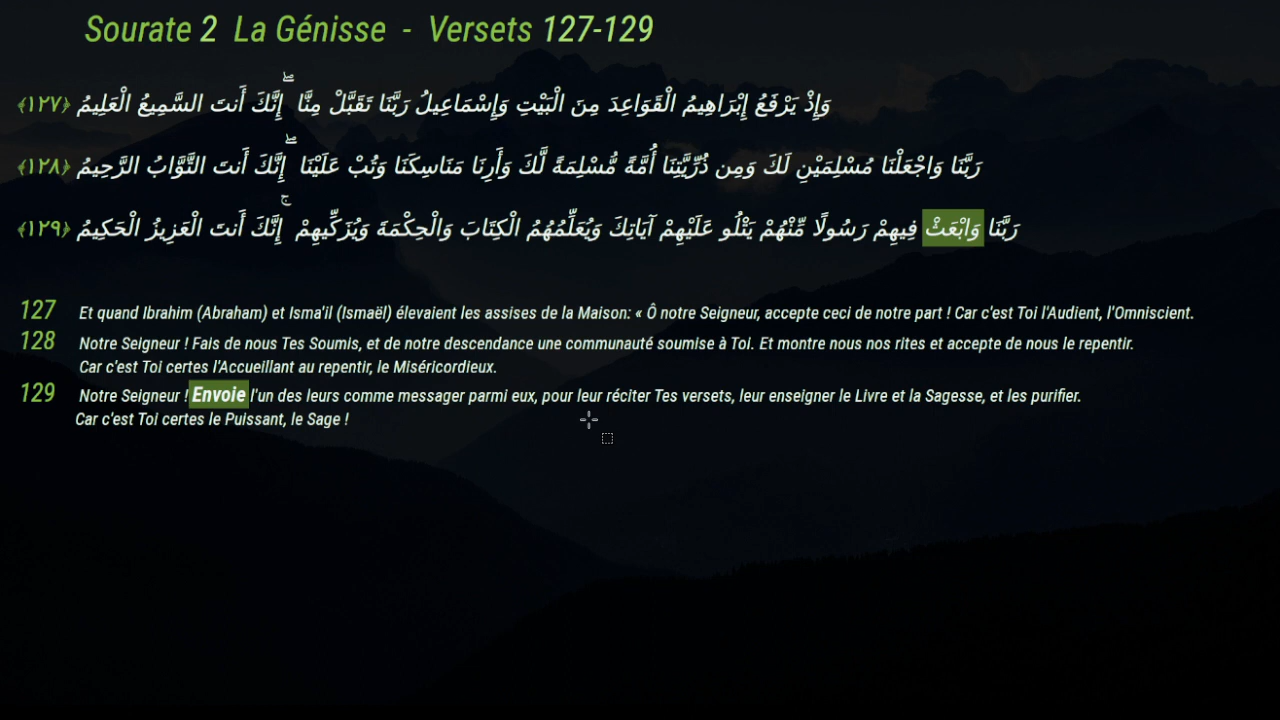 Sourate 2 La Génisse - Versets 127-129
وَإِذْ يَرْفَعُ إِبْرَاهِيمُ الْقَوَاعِدَ مِنَ الْبَيْتِ وَإِسْمَاعِيلُ رَبَّنَا تَقَبَّلْ مِنَّا ۖ إِنَّكَ أَنتَ السَّمِيعُ الْعَلِيمُ ﴿١٢٧﴾
رَبَّنَا وَاجْعَلْنَا مُسْلِمَيْنِ لَكَ وَمِن ذُرِّيَّتِنَا أُمَّةً مُّسْلِمَةً لَّكَ وَأَرِنَا مَنَاسِكَنَا وَتُبْ عَلَيْنَا ۖ إِنَّكَ أَنتَ التَّوَّابُ الرَّحِيمُ ﴿١٢٨﴾
رَبَّنَا وَابْعَثْ فِيهِمْ رَسُولًا مِّنْهُمْ يَتْلُو عَلَيْهِمْ آيَاتِكَ وَيُعَلِّمُهُمُ الْكِتَابَ وَالْحِكْمَةَ وَيُزَكِّيهِمْ ۚ إِنَّكَ أَنتَ الْعَزِيزُ الْحَكِيمُ ﴿١٢٩﴾
127 Et quand Ibrahim (Abraham) et Isma'il (Ismaël) élevaient les assises de la Maison: « Ô notre Seigneur, accepte ceci de notre part ! Car c'est Toi l'Audient, l'Omniscient.
128 Notre Seigneur ! Fais de nous Tes Soumis, et de notre descendance une communauté soumise à Toi. Et montre nous nos rites et accepte de nous le repentir.
Car c'est Toi certes l'Accueillant au repentir, le Miséricordieux.
129 Notre Seigneur ! Envoie l'un des leurs comme messager parmi eux, pour leur réciter Tes versets, leur enseigner le Livre et la Sagesse, et les purifier.
Car c'est Toi certes le Puissant, le Sage !